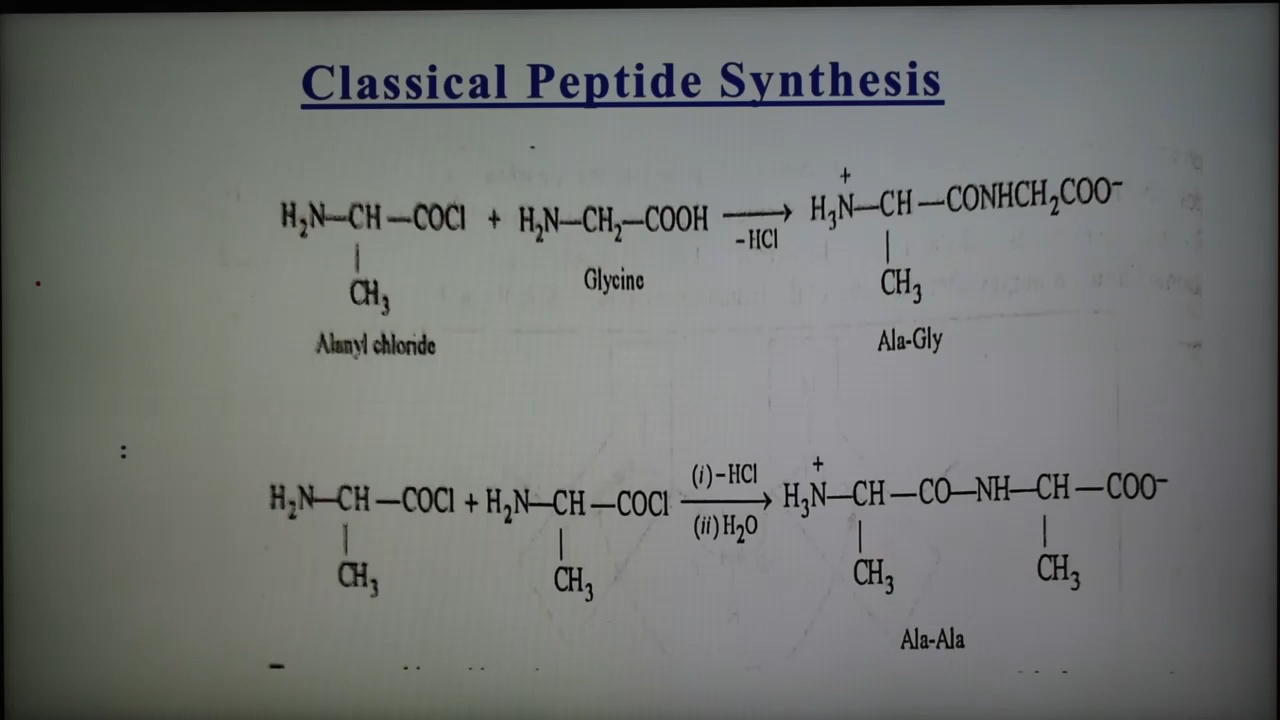 Classical Peptide Synthesis
H₂N—CH—COCl + H₂N—CH₂—COOH ⟶ H₃N⁺—CH—CONHCH₂COO⁻
–HCl
CH₃ CH₃
Glycine
Alanyl chloride Ala-Gly
H₂N—CH—COCl + H₂N—CH—COCl ⟶ H₃N⁺—CH—CO—NH—CH—COO⁻
(i)–HCl
(ii) H₂O
CH₃ CH₃ CH₃ CH₃
Ala-Ala